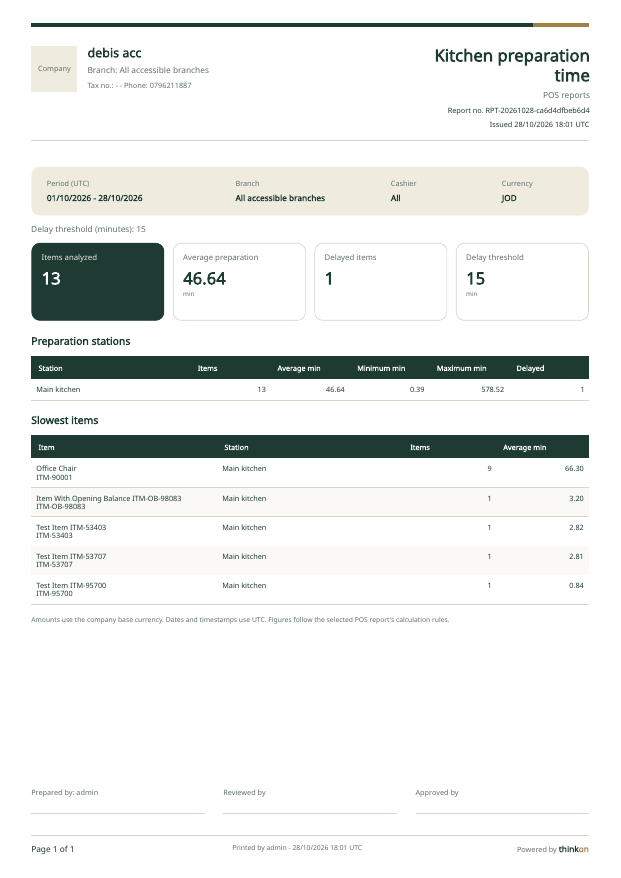 Company
debis acc
Branch: All accessible branches
Tax no.: - - Phone: 0796211887
Kitchen preparation
time
POS reports
Report no. RPT-20261028-ca6d4dfbeb6d4
Issued 28/10/2026 18:01 UTC
Period (UTC) Branch Cashier Currency
01/10/2026 - 28/10/2026 All accessible branches All JOD
Delay threshold (minutes): 15
Items analyzed Average preparation Delayed items Delay threshold
13 46.64 1 15
min min
Preparation stations
Station Items Average min Minimum min Maximum min Delayed
Main kitchen 13 46.64 0.39 578.52 1
Slowest items
Item Station Items Average min
Office Chair Main kitchen 9 66.30
ITM-90001
Item With Opening Balance ITM-OB-98083 Main kitchen 1 3.20
ITM-OB-98083
Test Item ITM-53403 Main kitchen 1 2.82
ITM-53403
Test Item ITM-53707 Main kitchen 1 2.81
ITM-53707
Test Item ITM-95700 Main kitchen 1 0.84
ITM-95700
Amounts use the company base currency. Dates and timestamps use UTC. Figures follow the selected POS report's calculation rules.
Prepared by: admin Reviewed by Approved by
Page 1 of 1 Printed by admin - 28/10/2026 18:01 UTC Powered by thinkon